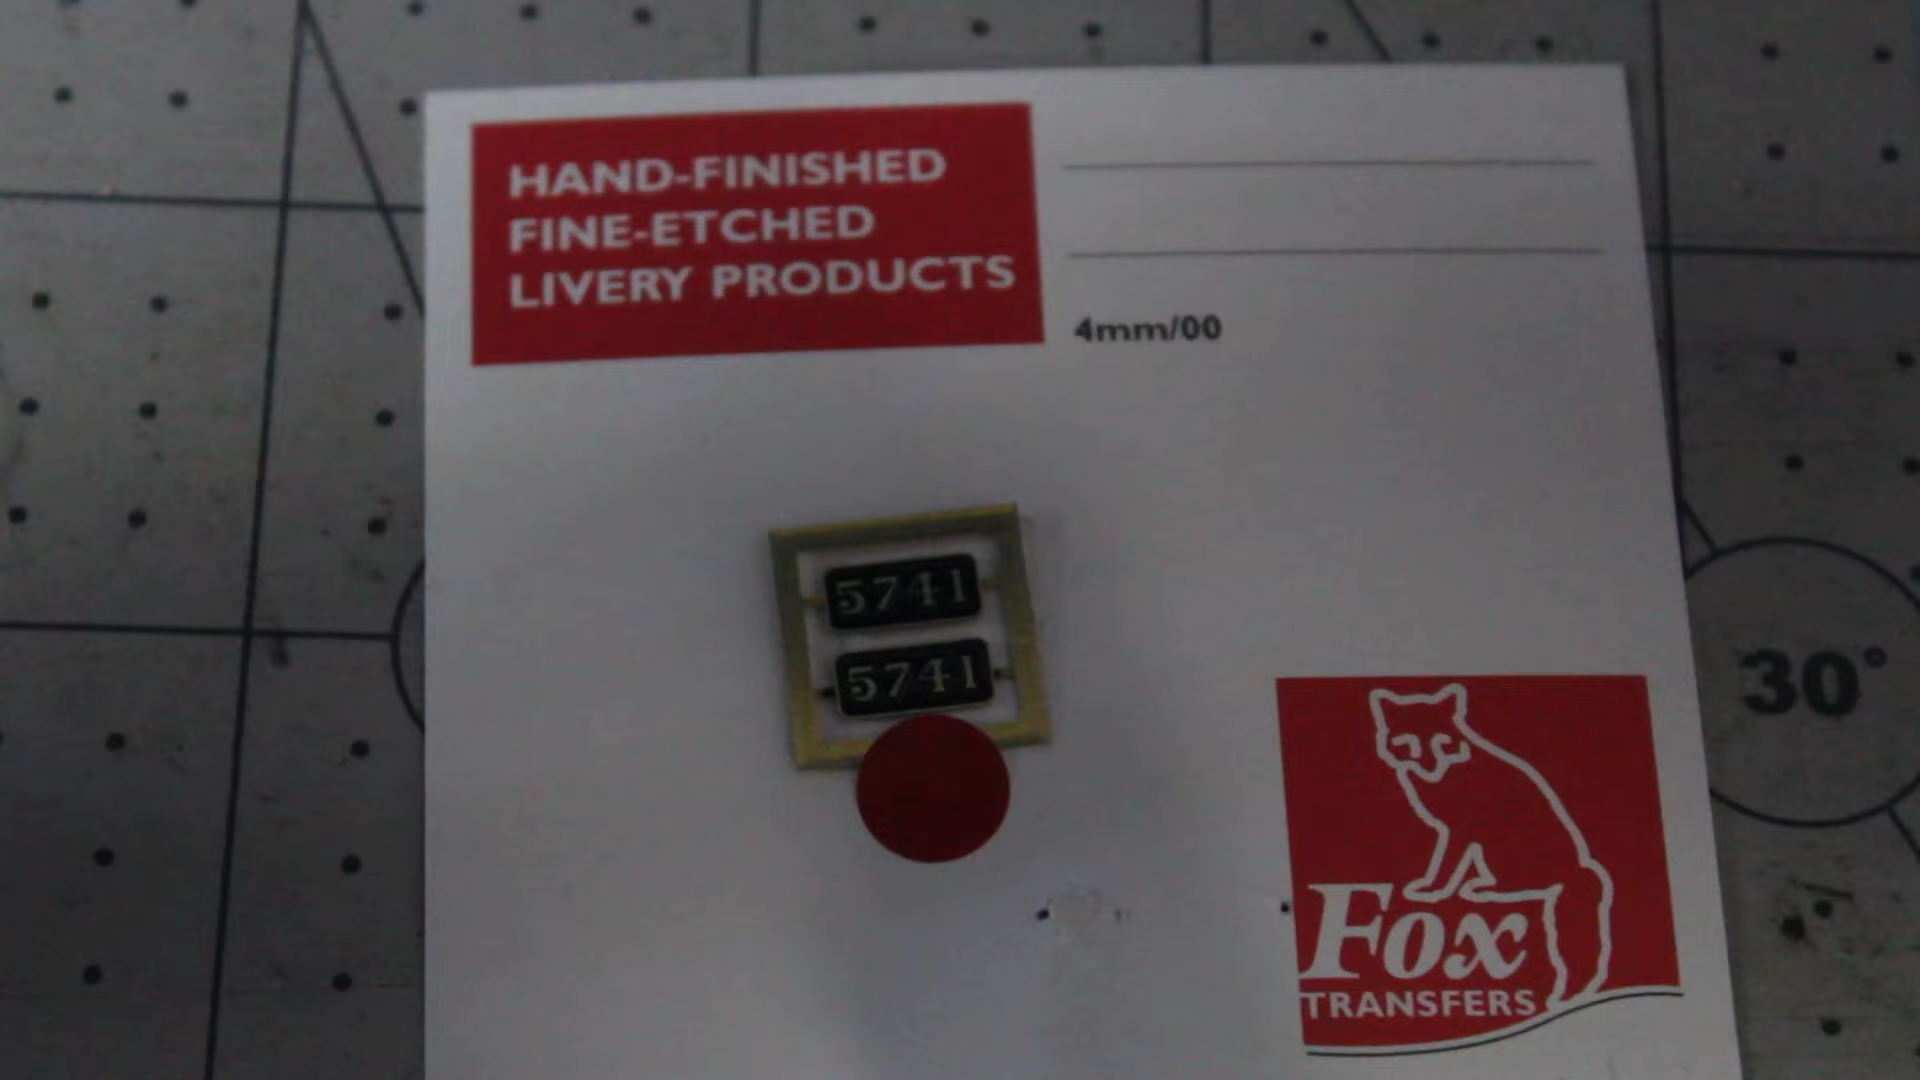 HAND-FINISHED
FINE-ETCHED
LIVERY PRODUCTS
4mm/00
5741
5741
30°
Fox
TRANSFERS